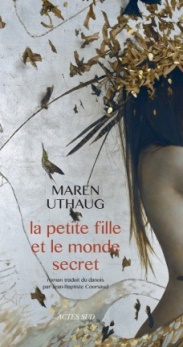 MAREN
UTHAUG
la petite fille
et le monde
secret
roman traduit du danois
par Jean-Baptiste Coursaud
ACTES SUD